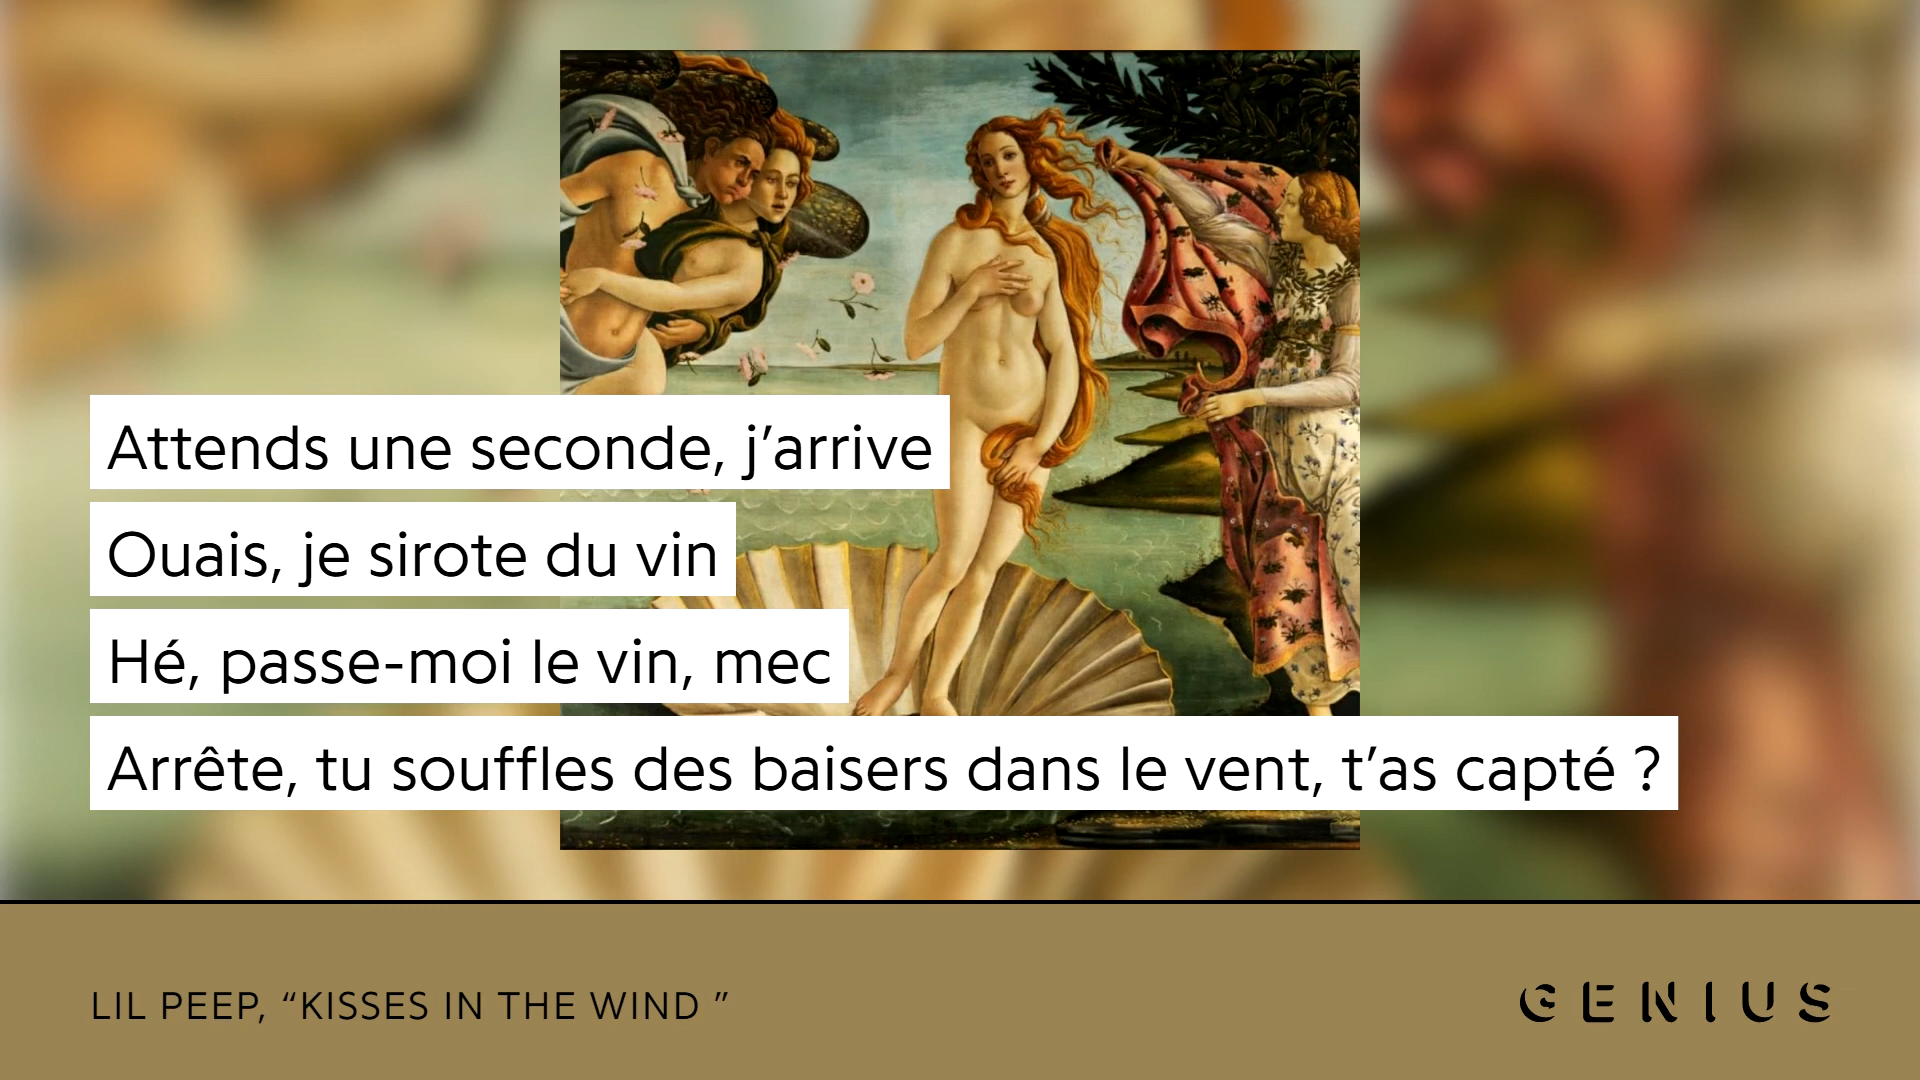 Attends une seconde, j’arrive
Ouais, je sirote du vin
Hé, passe-moi le vin, mec
Arrête, tu souffles des baisers dans le vent, t’as capté ?
LIL PEEP, “KISSES IN THE WIND ”
GENIUS